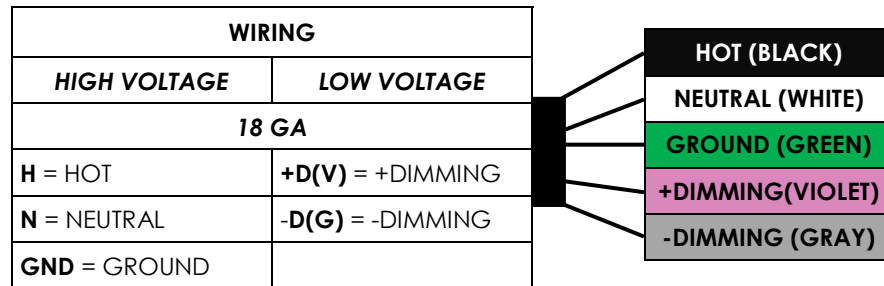 WIRING
HIGH VOLTAGE LOW VOLTAGE
18 GA
H = HOT +D(V) = +DIMMING
N = NEUTRAL -D(G) = -DIMMING
GND = GROUND
HOT (BLACK)
NEUTRAL (WHITE)
GROUND (GREEN)
+DIMMING(VIOLET)
-DIMMING (GRAY)